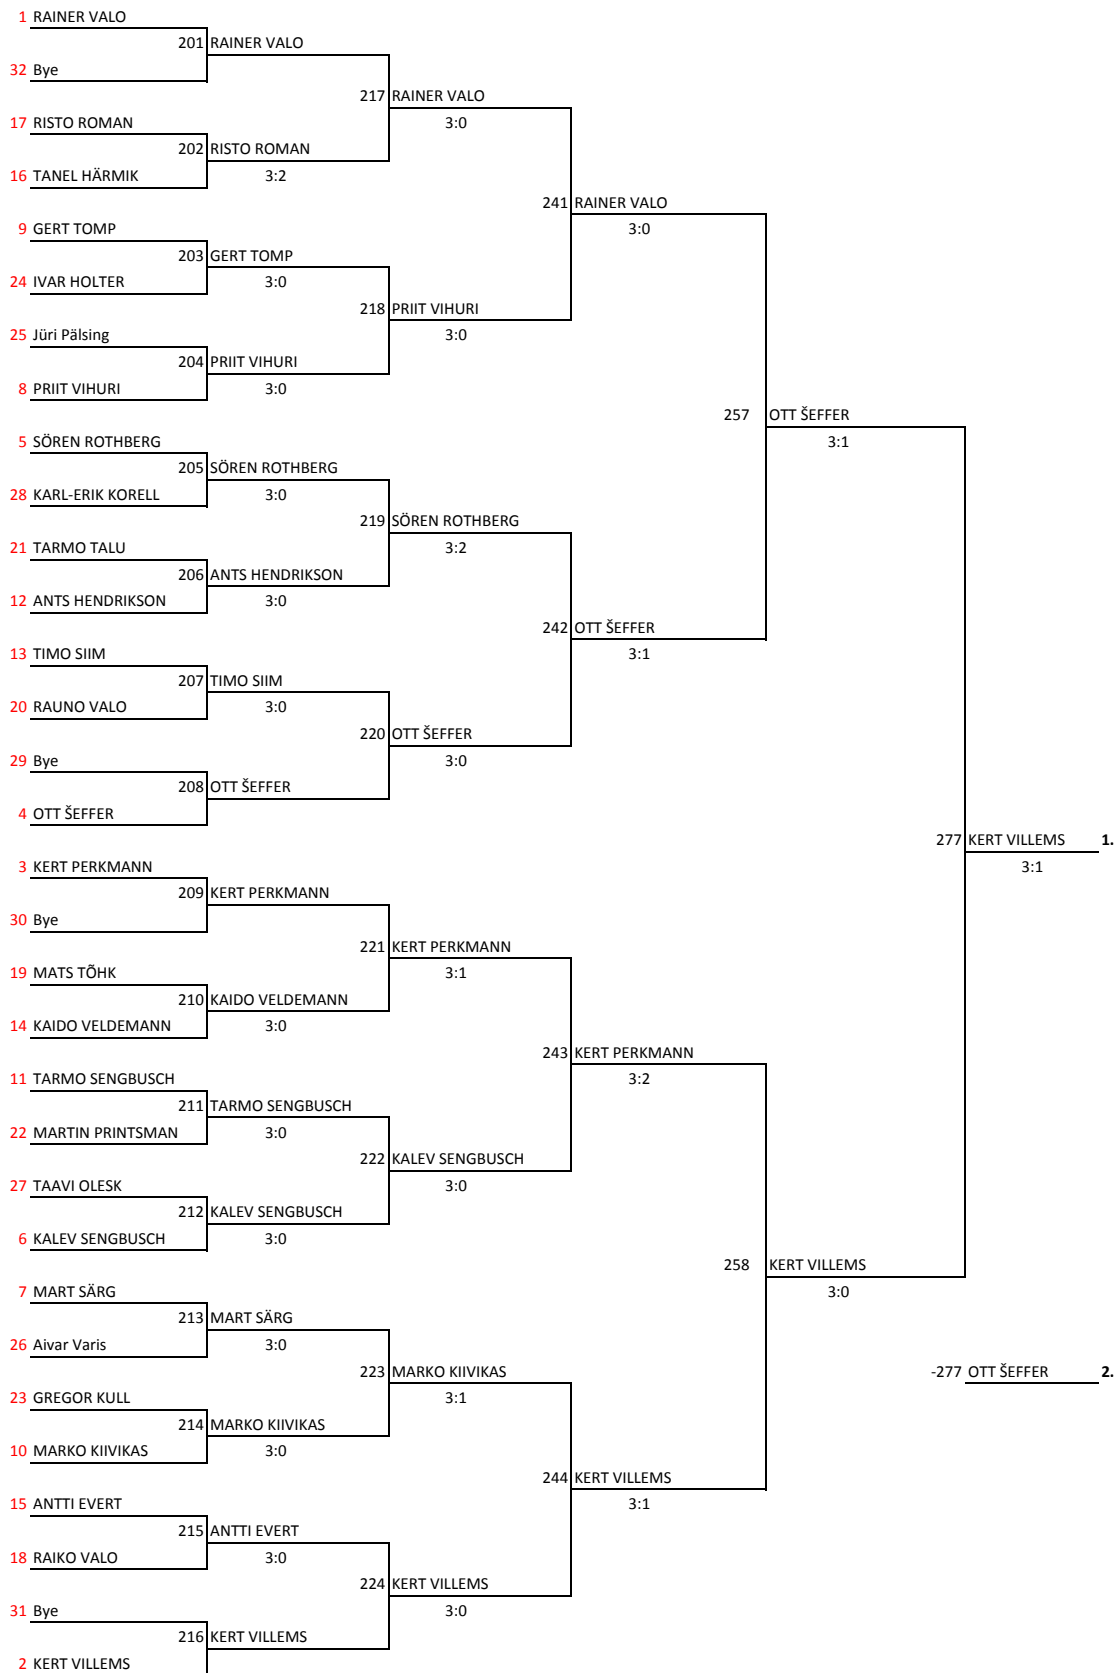 1 RAINER VALO
201 RAINER VALO
32 Bye
217 RAINER VALO
3:0
17 RISTO ROMAN
202 RISTO ROMAN
16 TANEL HÄRMIK
3:2
241 RAINER VALO
3:0
9 GERT TOMP
203 GERT TOMP
24 IVAR HOLTER
3:0
218 PRIIT VIHURI
3:0
25 Jüri Pälsing
204 PRIIT VIHURI
8 PRIIT VIHURI
3:0
257 OTT ŠEFFER
3:1
5 SÖREN ROTHBERG
205 SÖREN ROTHBERG
28 KARL-ERIK KORELL
3:0
219 SÖREN ROTHBERG
3:2
21 TARMO TALU
206 ANTS HENDRIKSON
12 ANTS HENDRIKSON
3:0
242 OTT ŠEFFER
3:1
13 TIMO SIIM
207 TIMO SIIM
20 RAUNO VALO
3:0
220 OTT ŠEFFER
3:0
29 Bye
208 OTT ŠEFFER
4 OTT ŠEFFER
277 KERT VILLEMS 1.
3:1
3 KERT PERKMANN
209 KERT PERKMANN
30 Bye
221 KERT PERKMANN
3:1
19 MATS TÕHK
210 KAIDO VELDEMANN
14 KAIDO VELDEMANN
3:0
243 KERT PERKMANN
3:2
11 TARMO SENGBUSCH
211 TARMO SENGBUSCH
22 MARTIN PRINTSMAN
3:0
222 KALEV SENGBUSCH
3:0
27 TAAVI OLESK
212 KALEV SENGBUSCH
6 KALEV SENGBUSCH
3:0
258 KERT VILLEMS
3:0
7 MART SÄRG
213 MART SÄRG
26 Aivar Varis
3:0
223 MARKO KIIVIKAS
3:1
-277 OTT ŠEFFER 2.
23 GREGOR KULL
214 MARKO KIIVIKAS
10 MARKO KIIVIKAS
3:0
244 KERT VILLEMS
3:1
15 ANTTI EVERT
215 ANTTI EVERT
18 RAIKO VALO
3:0
224 KERT VILLEMS
3:0
31 Bye
216 KERT VILLEMS
2 KERT VILLEMS